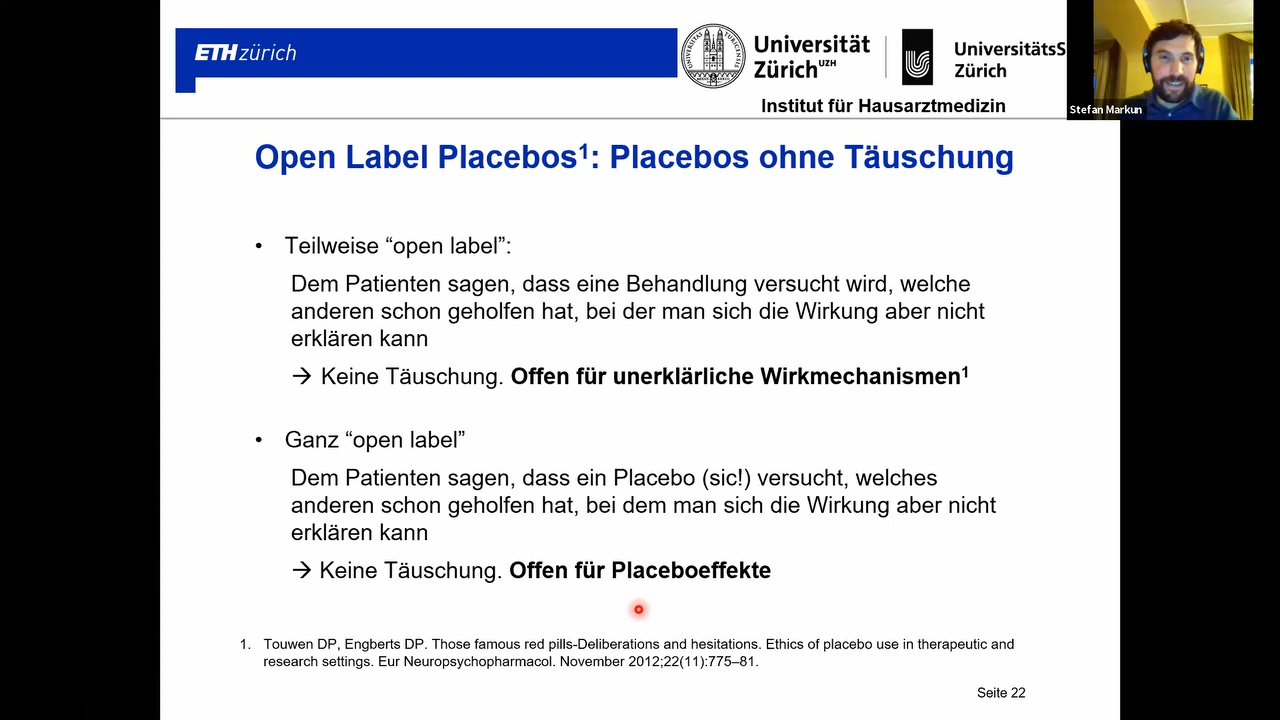 ETH zürich
Universität
Zürich UZH
UniversitätsS
Zürich
Institut für Hausarztmedizin
Stefan Markun
Open Label Placebos¹: Placebos ohne Täuschung
• Teilweise “open label”:
Dem Patienten sagen, dass eine Behandlung versucht wird, welche
anderen schon geholfen hat, bei der man sich die Wirkung aber nicht
erklären kann
→ Keine Täuschung. Offen für unerklärliche Wirkmechanismen¹
• Ganz “open label”
Dem Patienten sagen, dass ein Placebo (sic!) versucht, welches
anderen schon geholfen hat, bei dem man sich die Wirkung aber nicht
erklären kann
→ Keine Täuschung. Offen für Placeboeffekte
1. Touwen DP, Engberts DP. Those famous red pills-Deliberations and hesitations. Ethics of placebo use in therapeutic and
research settings. Eur Neuropsychopharmacol. November 2012;22(11):775–81.
Seite 22